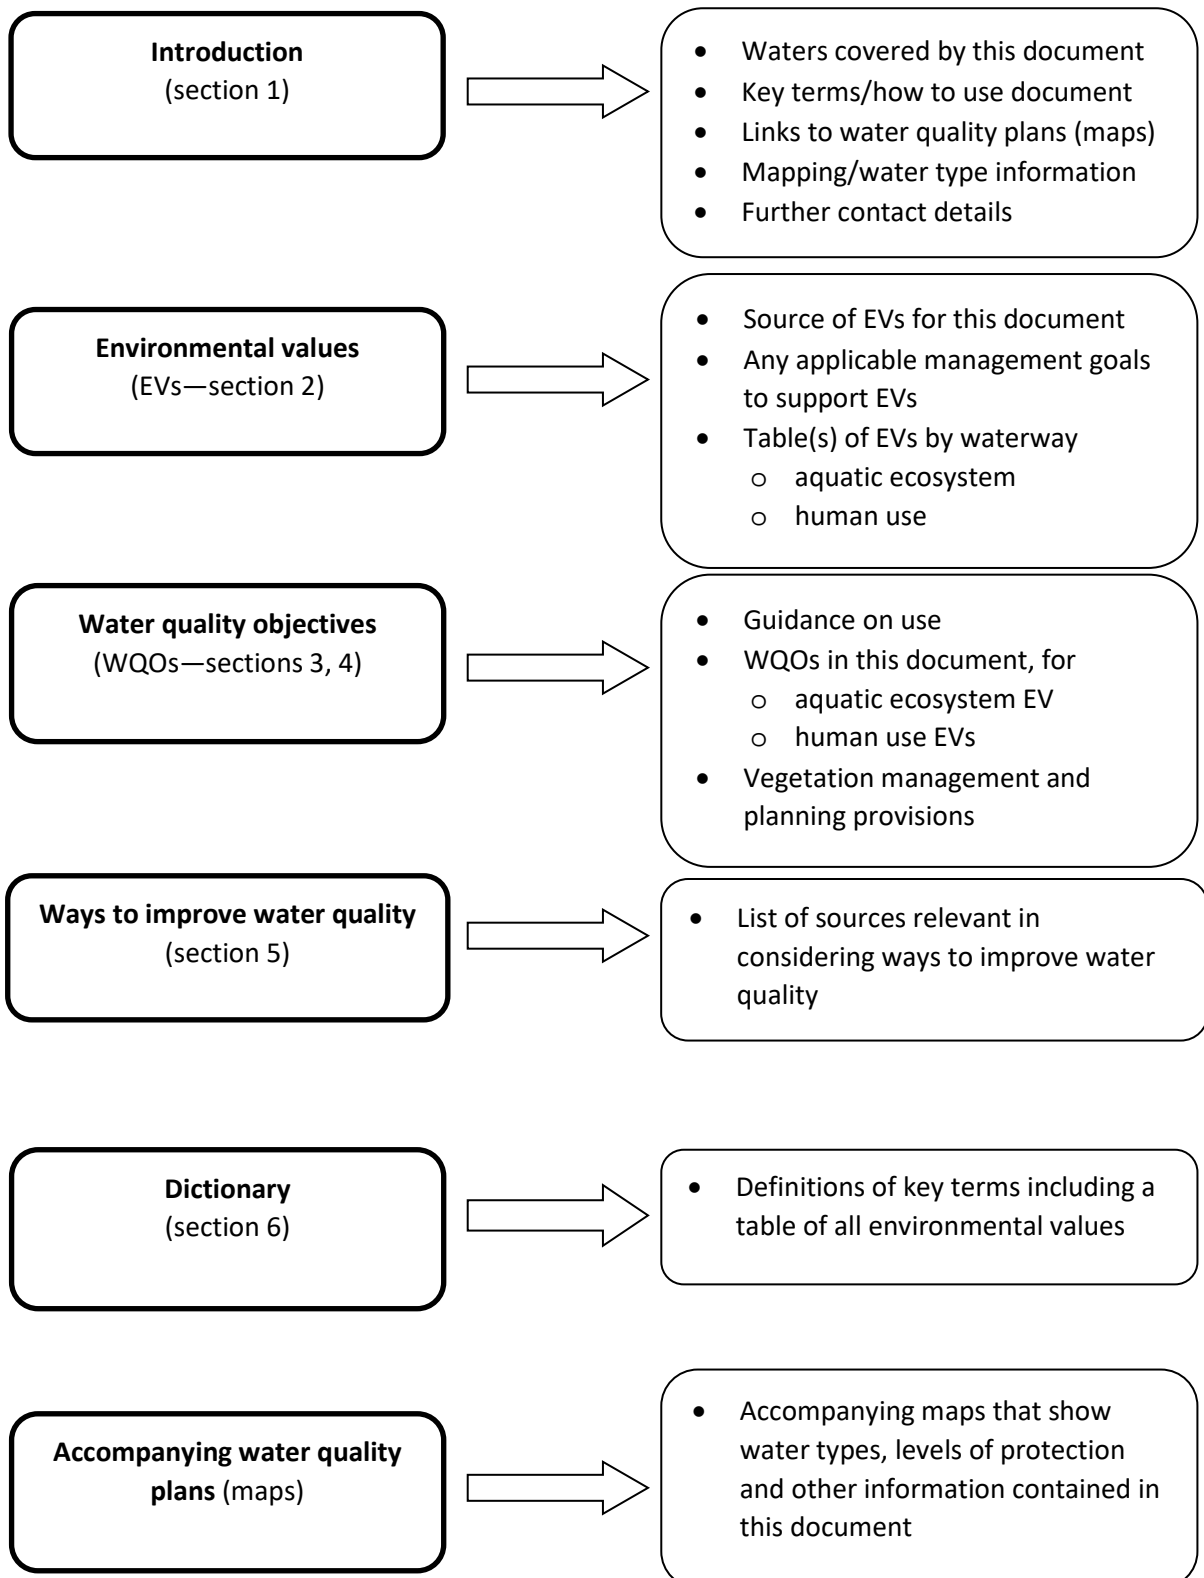 Introduction
(section 1)
• Waters covered by this document
• Key terms/how to use document
• Links to water quality plans (maps)
• Mapping/water type information
• Further contact details
Environmental values
(EVs—section 2)
• Source of EVs for this document
• Any applicable management goals
to support EVs
• Table(s) of EVs by waterway
o aquatic ecosystem
o human use
Water quality objectives
(WQOs—sections 3, 4)
• Guidance on use
• WQOs in this document, for
o aquatic ecosystem EV
o human use EVs
• Vegetation management and
planning provisions
Ways to improve water quality
(section 5)
• List of sources relevant in
considering ways to improve water
quality
Dictionary
(section 6)
• Definitions of key terms including a
table of all environmental values
Accompanying water quality
plans (maps)
• Accompanying maps that show
water types, levels of protection
and other information contained in
this document